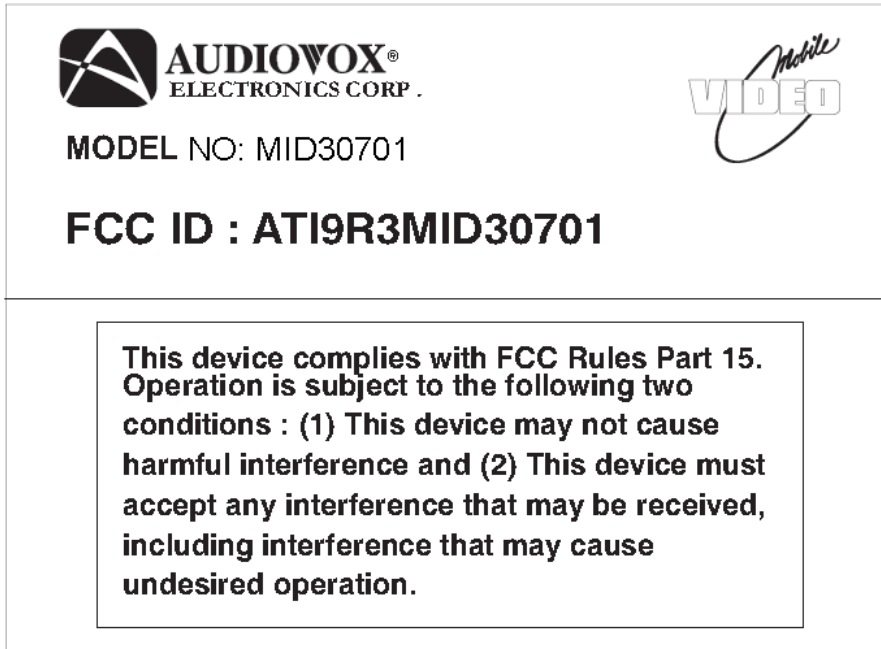 AUDIOVOX®
ELECTRONICS CORP .
Mobile
VIDEO
MODEL NO: MID30701
FCC ID : ATI9R3MID30701
This device complies with FCC Rules Part 15.
Operation is subject to the following two
conditions : (1) This device may not cause
harmful interference and (2) This device must
accept any interference that may be received,
including interference that may cause
undesired operation.